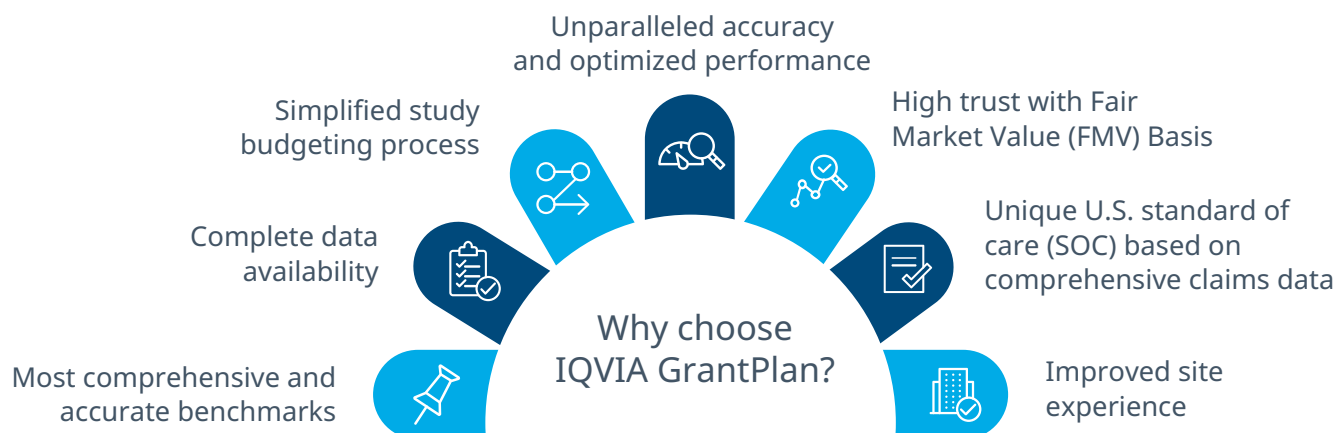 Unparalleled accuracy
and optimized performance
Simplified study
budgeting process
High trust with Fair
Market Value (FMV) Basis
Complete data
availability
Unique U.S. standard of
care (SOC) based on
comprehensive claims data
Why choose
IQVIA GrantPlan?
Most comprehensive and
accurate benchmarks
Improved site
experience